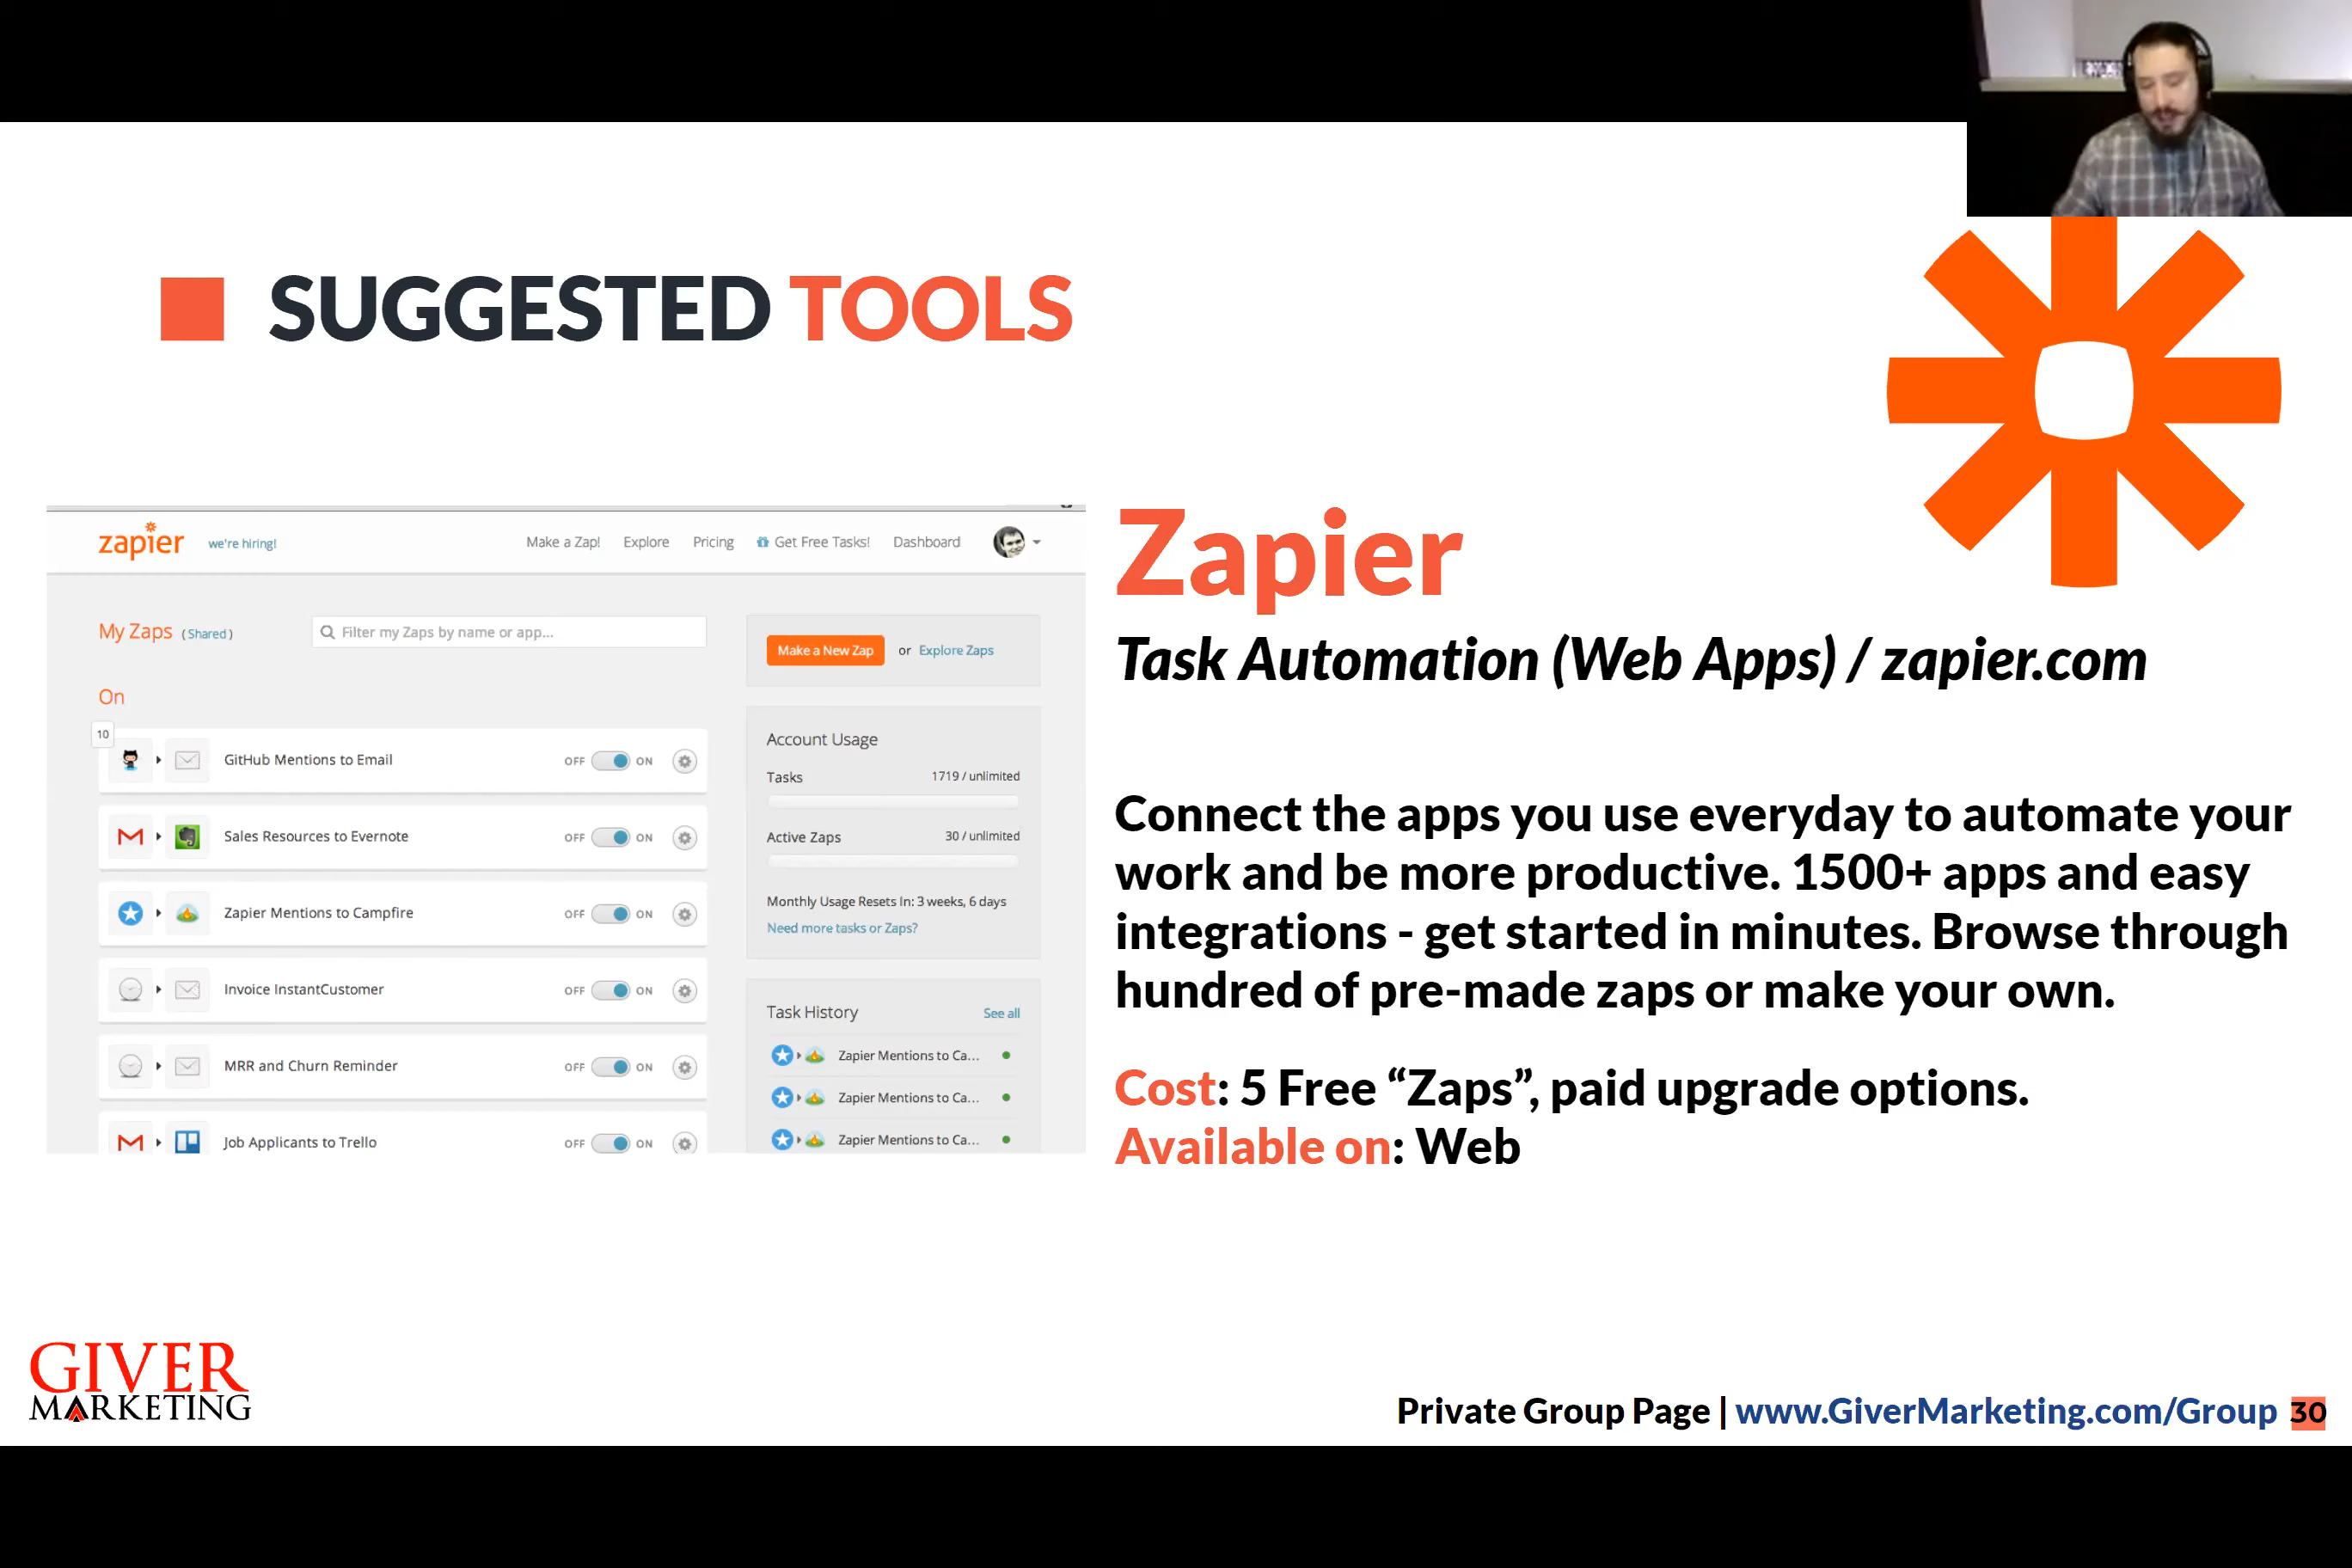 SUGGESTED TOOLS
zapier we're hiring! Make a Zap! Explore Pricing Get Free Tasks! Dashboard
My Zaps (Shared) Filter my Zaps by name or app...
On
10
GitHub Mentions to Email OFF ON
Sales Resources to Evernote OFF ON
Zapier Mentions to Campfire OFF ON
Invoice InstantCustomer OFF ON
MRR and Churn Reminder OFF ON
Job Applicants to Trello OFF ON
Make a New Zap or Explore Zaps
Account Usage
Tasks 1719 / unlimited
Active Zaps 30 / unlimited
Monthly Usage Resets In: 3 weeks, 6 days
Need more tasks or Zaps?
Task History See all
Zapier Mentions to Ca...
Zapier Mentions to Ca...
Zapier Mentions to Ca...
Zapier
Task Automation (Web Apps) / zapier.com
Connect the apps you use everyday to automate your
work and be more productive. 1500+ apps and easy
integrations - get started in minutes. Browse through
hundred of pre-made zaps or make your own.
Cost: 5 Free “Zaps”, paid upgrade options.
Available on: Web
GIVER
MARKETING
Private Group Page | www.GiverMarketing.com/Group 30